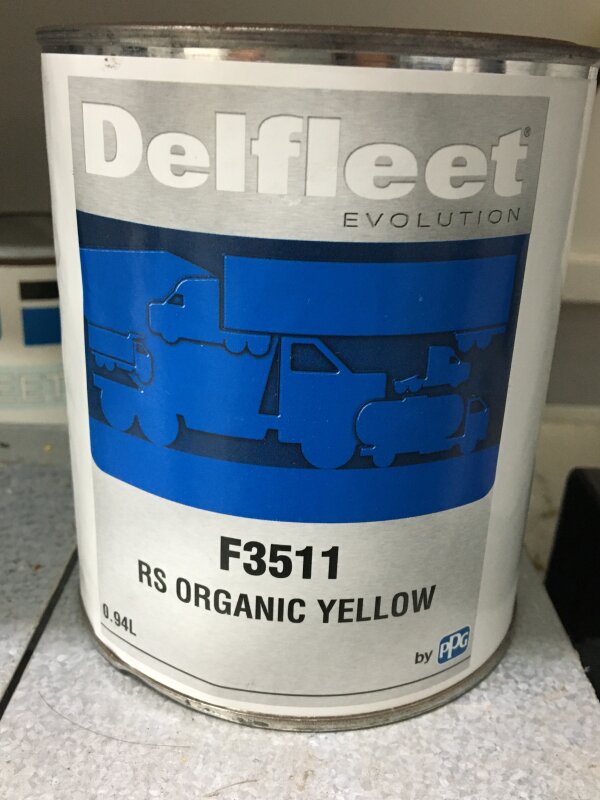 Delfleet®
EVOLUTION
F3511
RS ORGANIC YELLOW
0.94L
by PPG